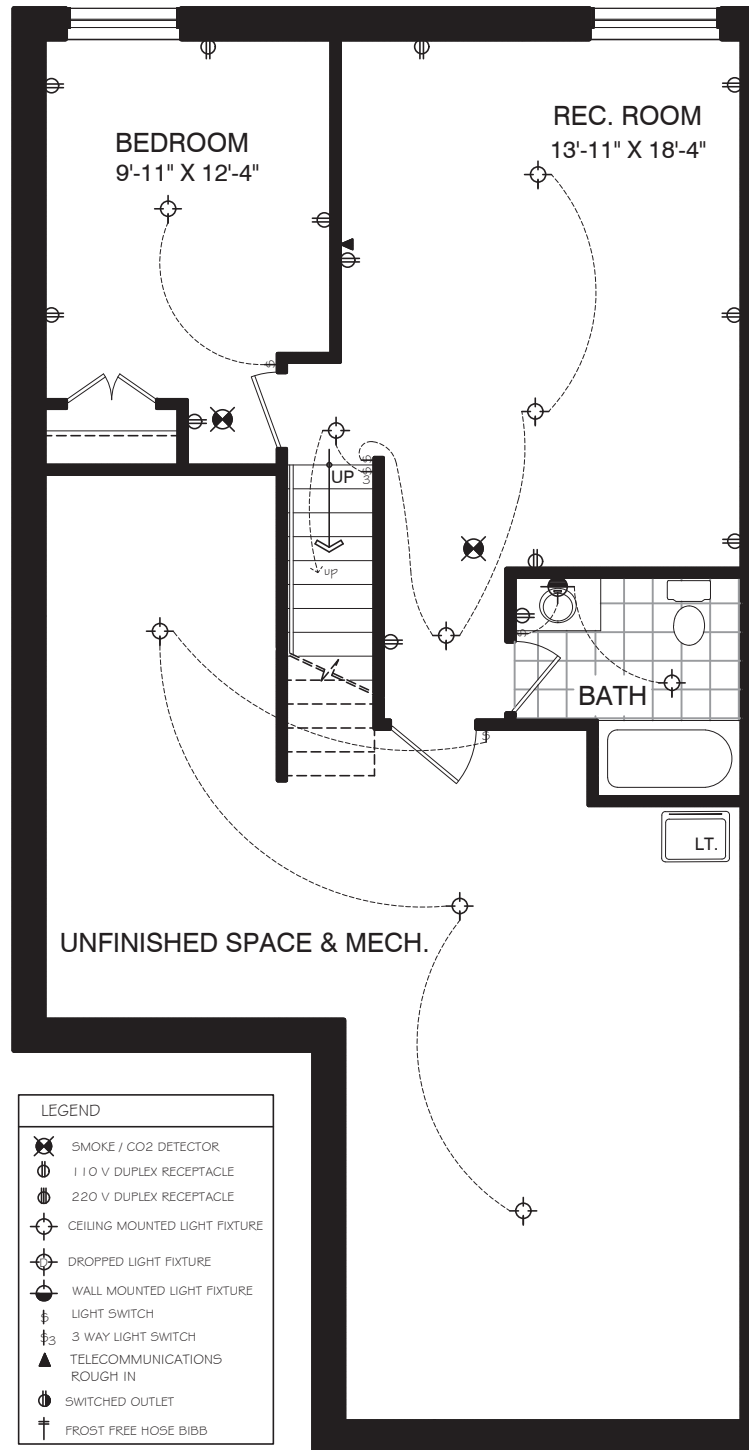 BEDROOM
9'-11" X 12'-4"
REC. ROOM
13'-11" X 18'-4"
S
S
S
3
UP
up
S
BATH
S
LT.
UNFINISHED SPACE & MECH.
LEGEND
SMOKE / CO2 DETECTOR
110 V DUPLEX RECEPTACLE
220 V DUPLEX RECEPTACLE
CEILING MOUNTED LIGHT FIXTURE
D DROPPED LIGHT FIXTURE
WALL MOUNTED LIGHT FIXTURE
S LIGHT SWITCH
S3 3 WAY LIGHT SWITCH
TELECOMMUNICATIONS
ROUGH IN
SWITCHED OUTLET
FROST FREE HOSE BIBB